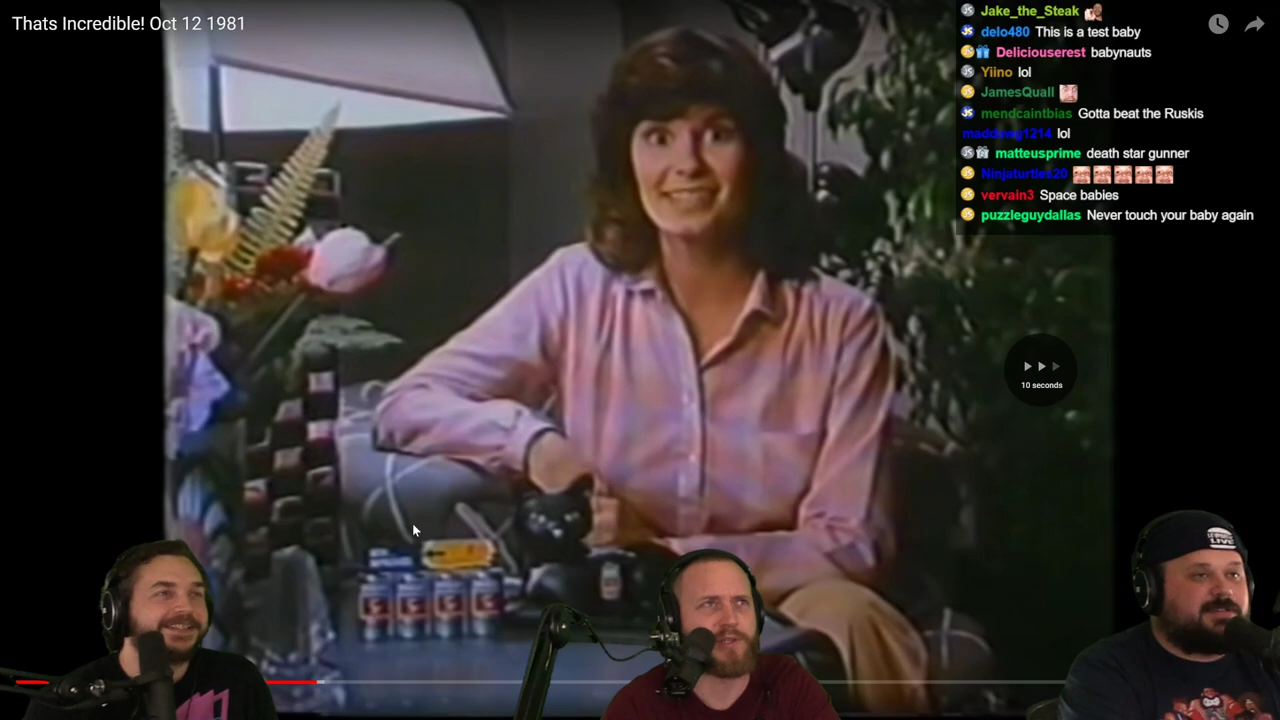 Thats Incredible! Oct 12 1981
Jake_the_Steak
delo480 This is a test baby
Deliciouserest babynauts
Yiino lol
JamesQuall
mendcaintbias Gotta beat the Ruskis
maddawg1214 lol
matteusprime death star gunner
Ninjaturtles20
vervain3 Space babies
puzzleguydallas Never touch your baby again
10 seconds
LIVE